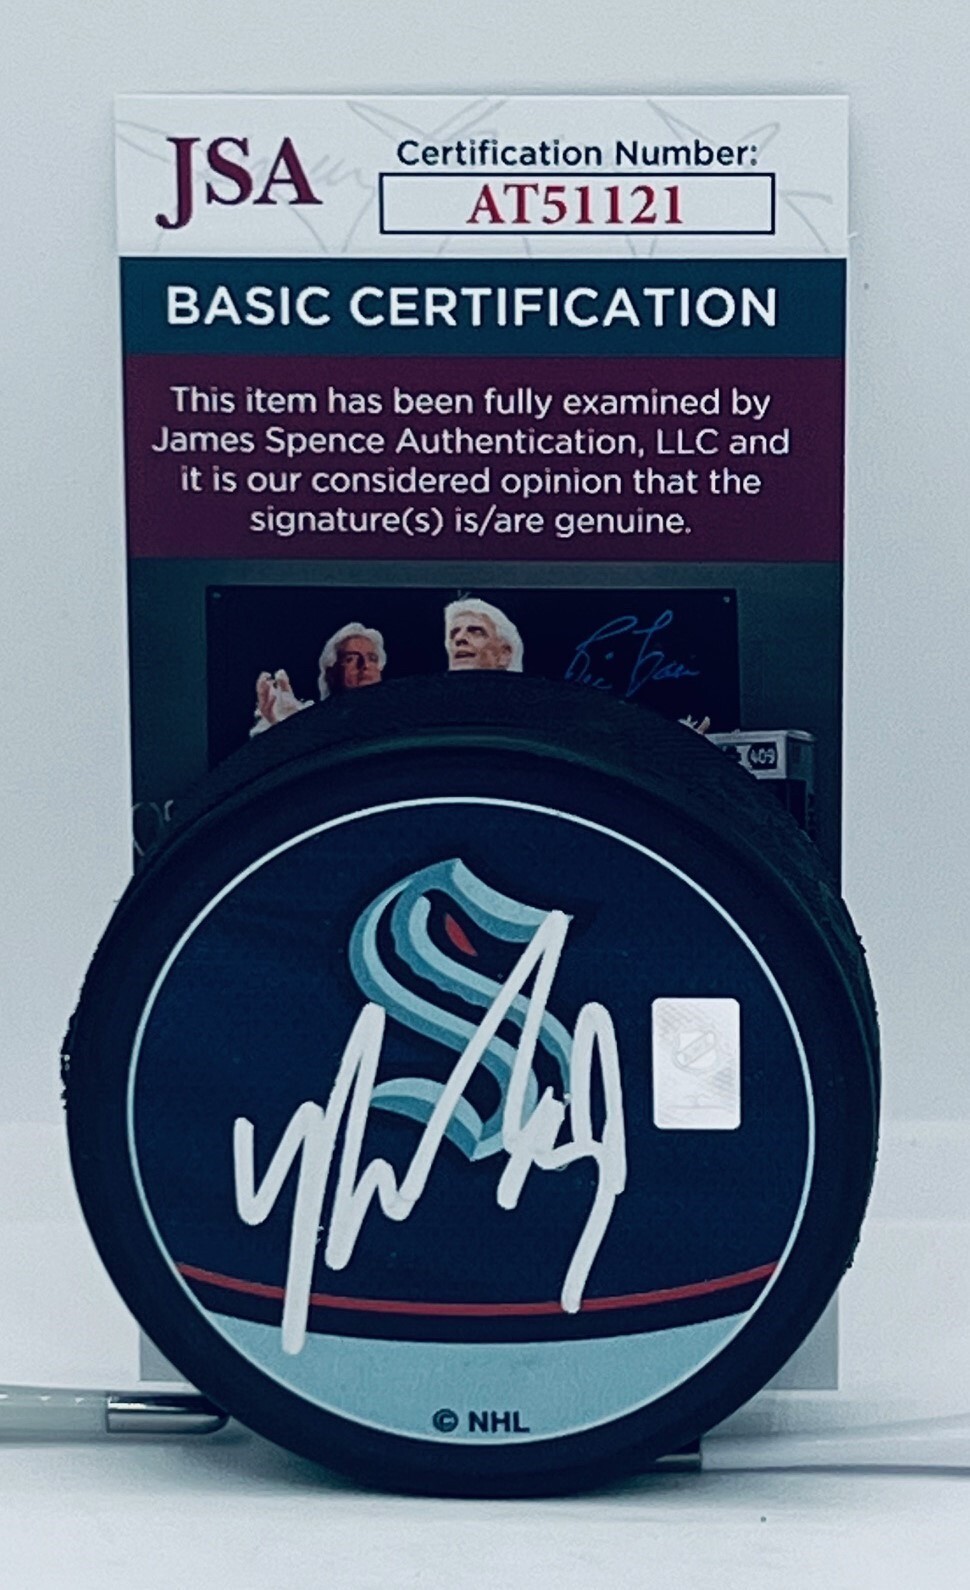 JSA
Certification Number:
AT51121
BASIC CERTIFICATION
This item has been fully examined by
James Spence Authentication, LLC and
it is our considered opinion that the
signature(s) is/are genuine.
409
© NHL